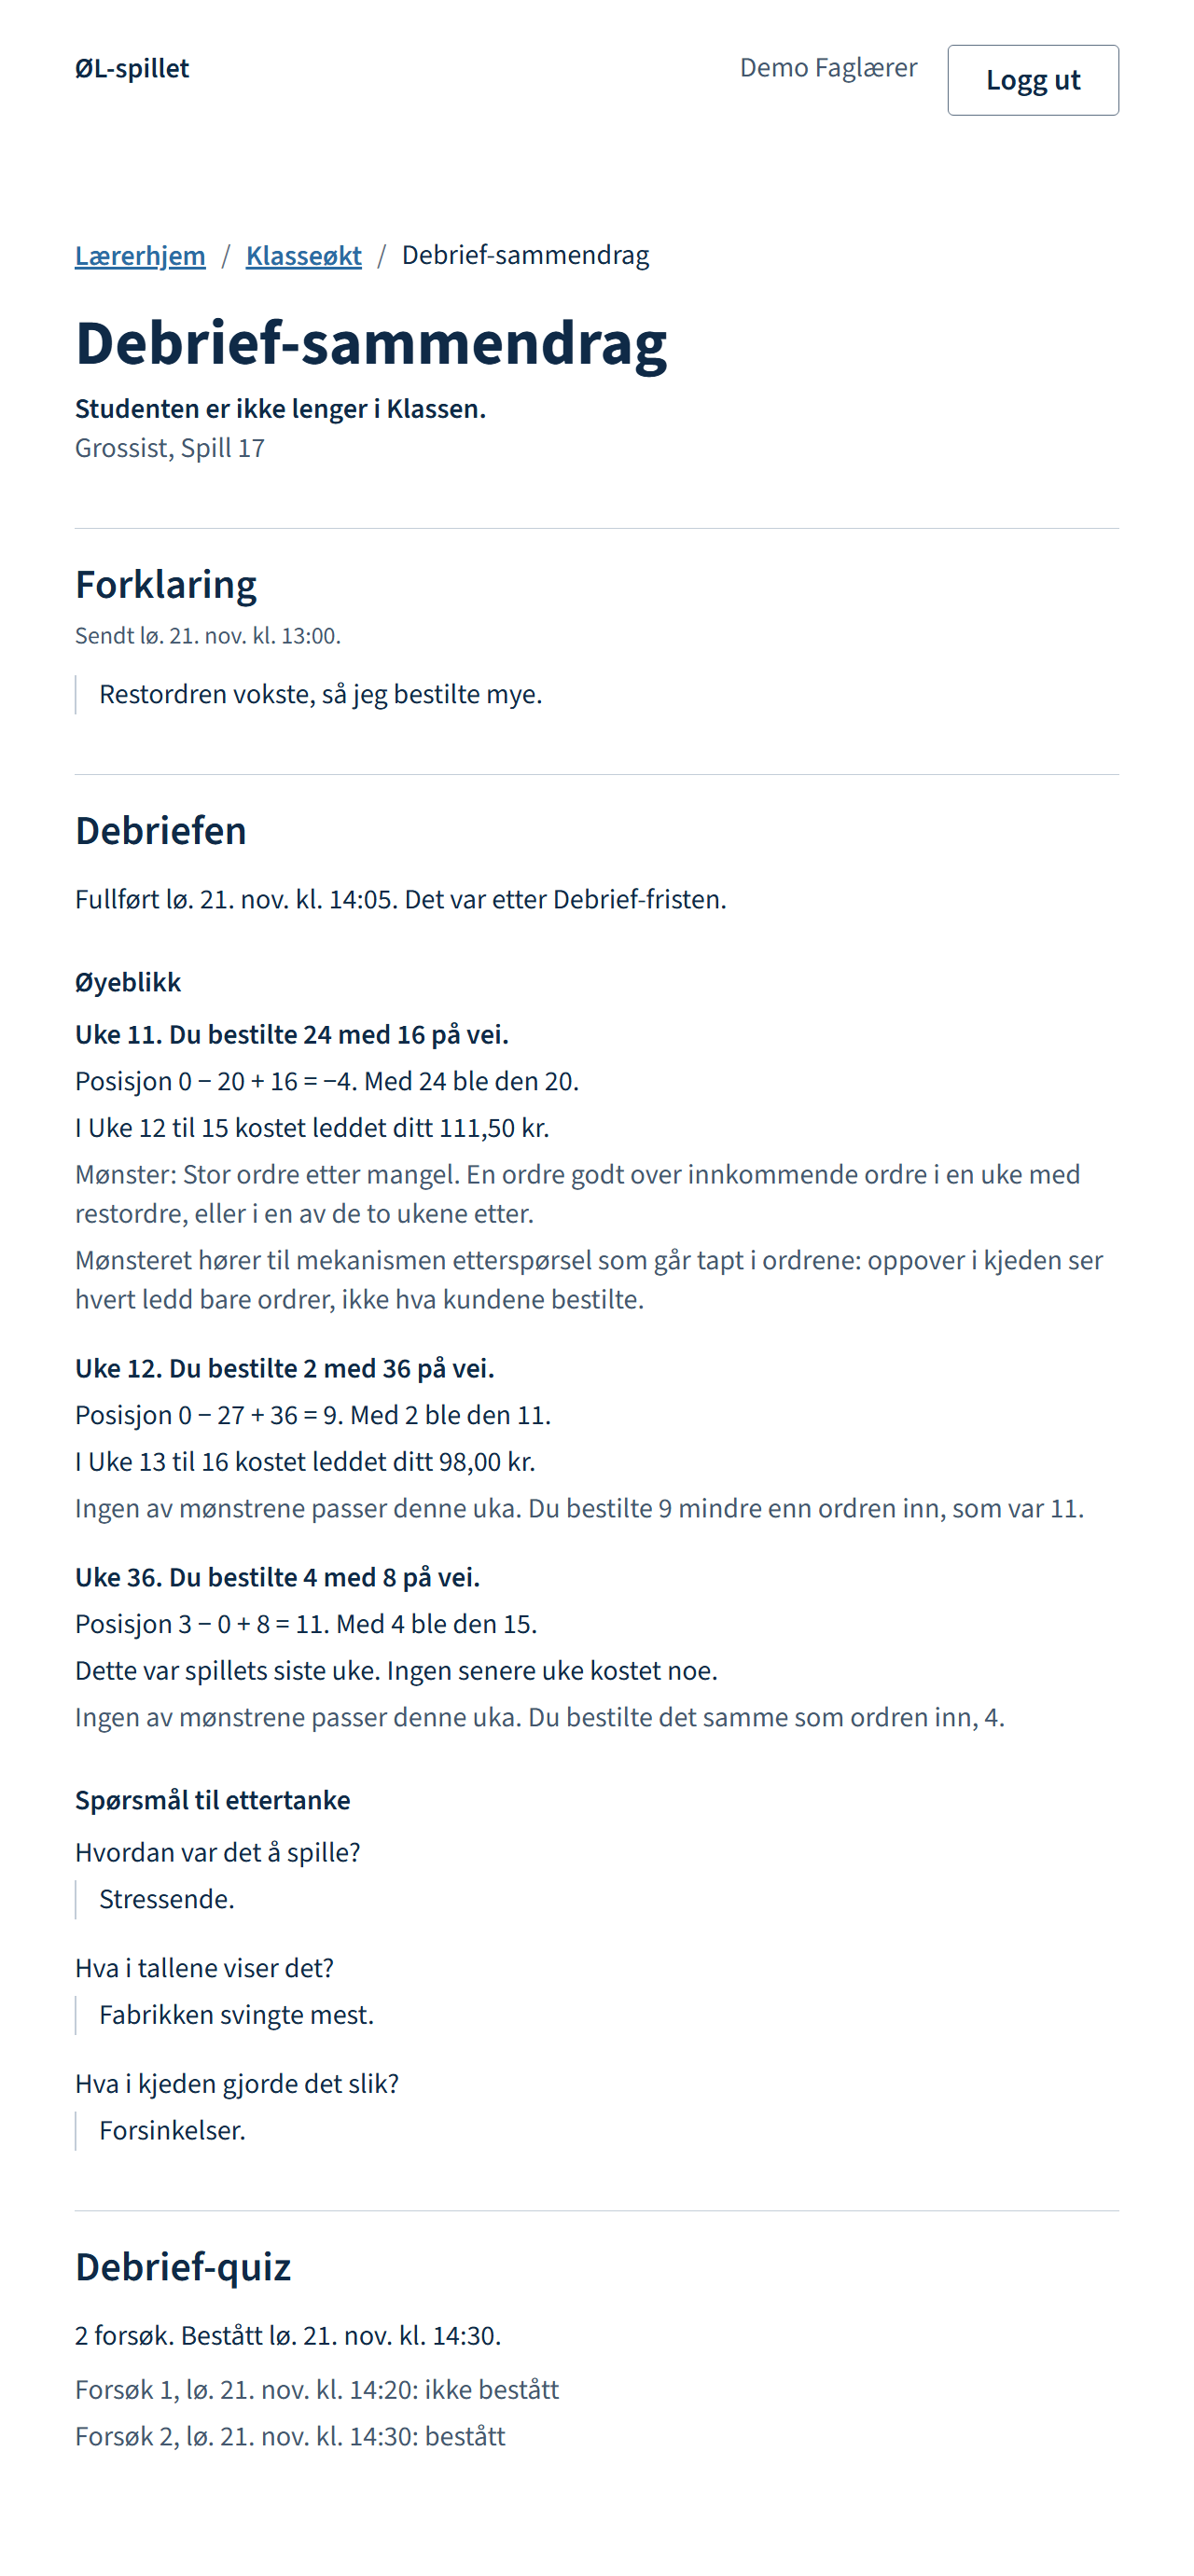 ØL-spillet
Demo Faglærer
Logg ut
Lærerhjem / Klasseøkt / Debrief-sammendrag
Debrief-sammendrag
Studenten er ikke lenger i Klassen.
Grossist, Spill 17
Forklaring
Sendt lø. 21. nov. kl. 13:00.
Restordren vokste, så jeg bestilte mye.
Debriefen
Fullført lø. 21. nov. kl. 14:05. Det var etter Debrief-fristen.
Øyeblikk
Uke 11. Du bestilte 24 med 16 på vei.
Posisjon 0 − 20 + 16 = −4. Med 24 ble den 20.
I Uke 12 til 15 kostet leddet ditt 111,50 kr.
Mønster: Stor ordre etter mangel. En ordre godt over innkommende ordre i en uke med
restordre, eller i en av de to ukene etter.
Mønsteret hører til mekanismen etterspørsel som går tapt i ordrene: oppover i kjeden ser
hvert ledd bare ordrer, ikke hva kundene bestilte.
Uke 12. Du bestilte 2 med 36 på vei.
Posisjon 0 − 27 + 36 = 9. Med 2 ble den 11.
I Uke 13 til 16 kostet leddet ditt 98,00 kr.
Ingen av mønstrene passer denne uka. Du bestilte 9 mindre enn ordren inn, som var 11.
Uke 36. Du bestilte 4 med 8 på vei.
Posisjon 3 − 0 + 8 = 11. Med 4 ble den 15.
Dette var spillets siste uke. Ingen senere uke kostet noe.
Ingen av mønstrene passer denne uka. Du bestilte det samme som ordren inn, 4.
Spørsmål til ettertanke
Hvordan var det å spille?
Stressende.
Hva i tallene viser det?
Fabrikken svingte mest.
Hva i kjeden gjorde det slik?
Forsinkelser.
Debrief-quiz
2 forsøk. Bestått lø. 21. nov. kl. 14:30.
Forsøk 1, lø. 21. nov. kl. 14:20: ikke bestått
Forsøk 2, lø. 21. nov. kl. 14:30: bestått